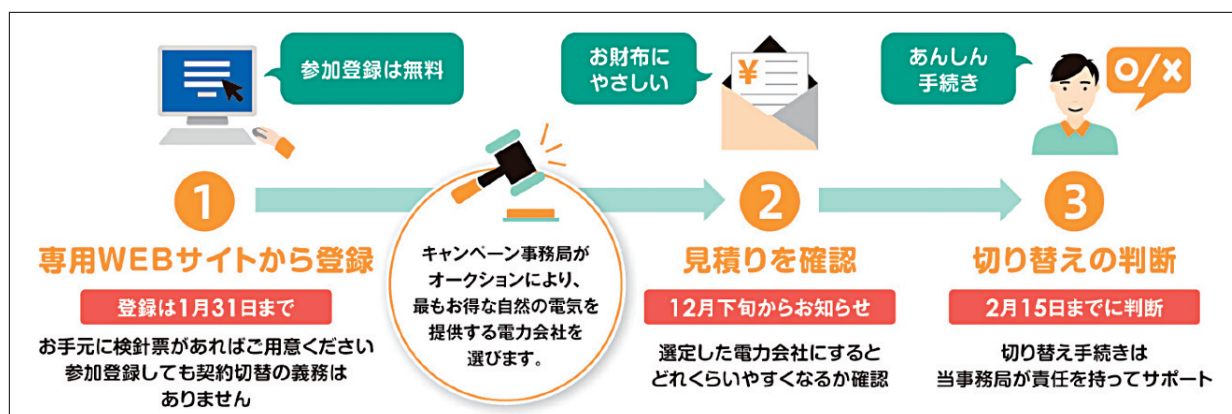 参加登録は無料
1
専用WEBサイトから登録
登録は1月31日まで
お手元に検針票があればご用意ください
参加登録しても契約切替の義務は
ありません
キャンペーン事務局が
オークションにより、
最もお得な自然の電気を
提供する電力会社を
選びます。
お財布に
やさしい
¥
2
見積りを確認
12月下旬からお知らせ
選定した電力会社にすると
どれくらいやすくなるか確認
あんしん
手続き
O/X
3
切り替えの判断
2月15日までに判断
切り替え手続きは
当事務局が責任を持ってサポート